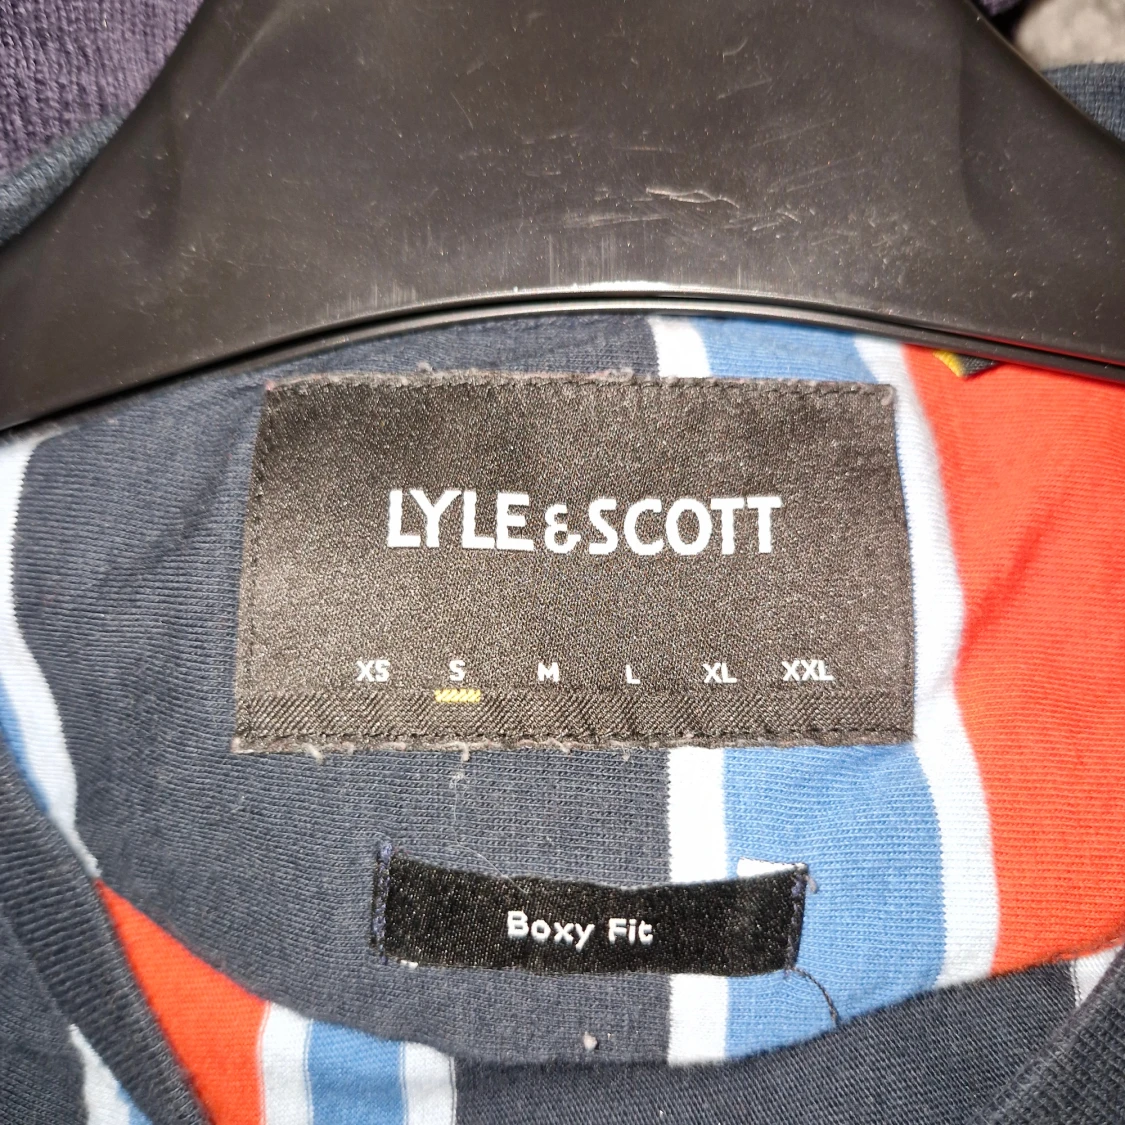 LYLE & SCOTT
XS S M L XL XXL
Boxy Fit